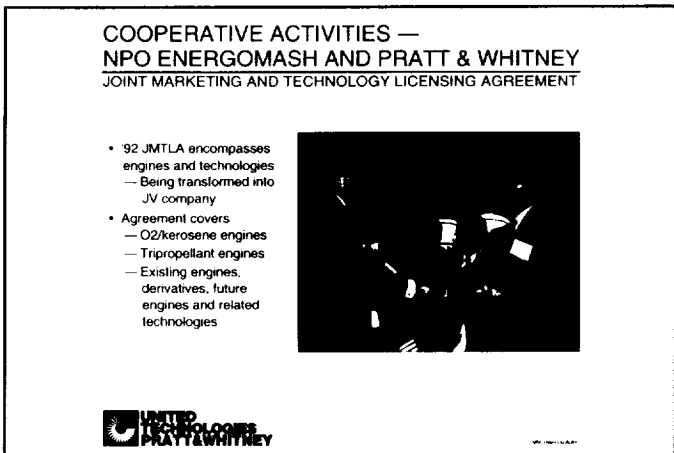 COOPERATIVE ACTIVITIES —
NPO ENERGOMASH AND PRATT & WHITNEY
JOINT MARKETING AND TECHNOLOGY LICENSING AGREEMENT
• '92 JMTLA encompasses
engines and technologies
— Being transformed into
JV company
• Agreement covers
— O2/kerosene engines
— Tripropellant engines
— Existing engines,
derivatives, future
engines and related
technologies
UNITED
TECHNOLOGIES
PRATT&WHITNEY